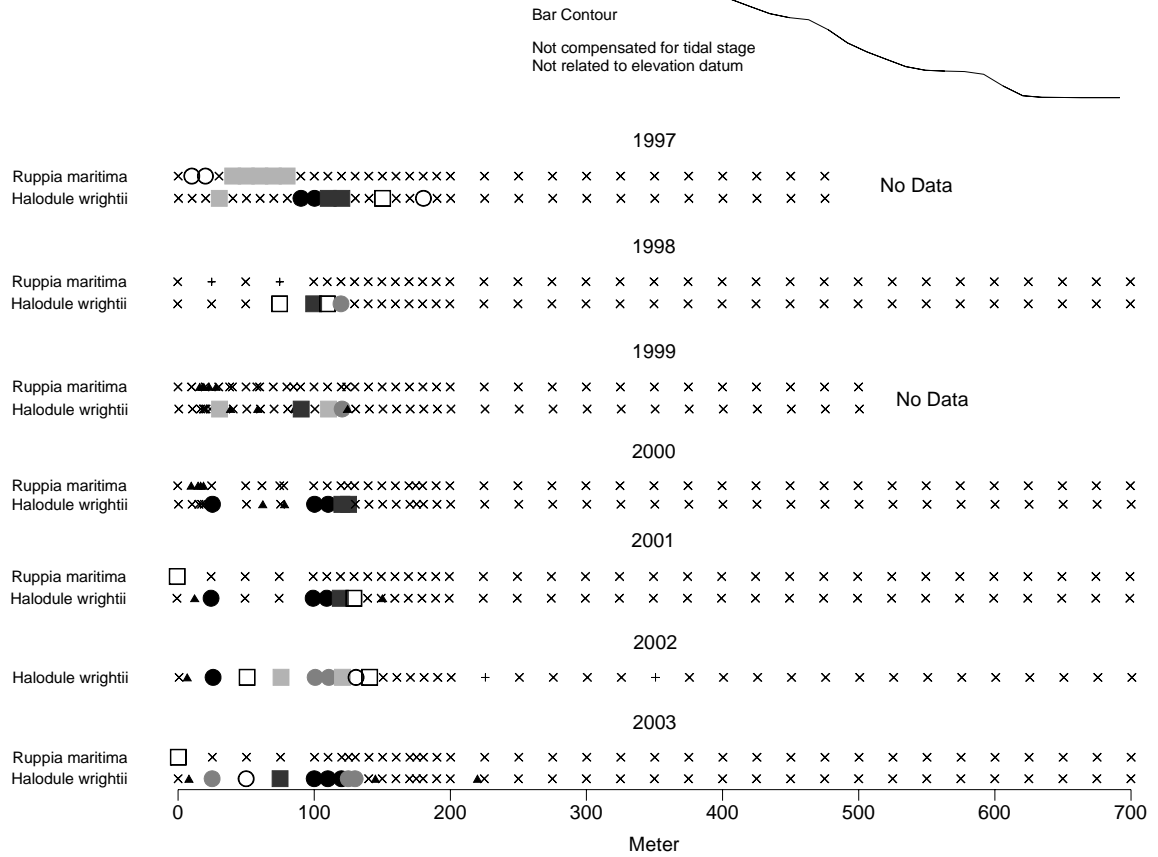 Bar Contour
Not compensated for tidal stage
Not related to elevation datum
1997
Ruppia maritima
Halodule wrightii
No Data
1998
Ruppia maritima
Halodule wrightii
1999
Ruppia maritima
Halodule wrightii
No Data
2000
Ruppia maritima
Halodule wrightii
2001
Ruppia maritima
Halodule wrightii
2002
Halodule wrightii
2003
Ruppia maritima
Halodule wrightii
0 100 200 300 400 500 600 700
Meter